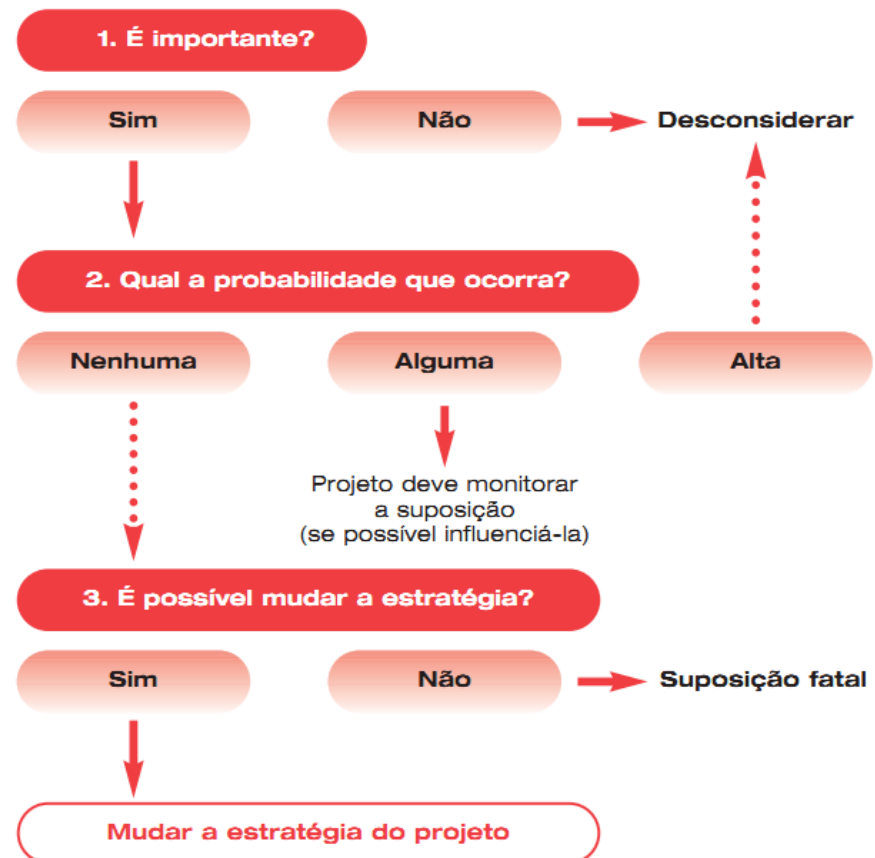 1. É importante?
Sim
Não
Desconsiderar
2. Qual a probabilidade que ocorra?
Nenhuma
Alguma
Alta
Projeto deve monitorar
a suposição
(se possível influenciá-la)
3. É possível mudar a estratégia?
Sim
Não
Suposição fatal
Mudar a estratégia do projeto